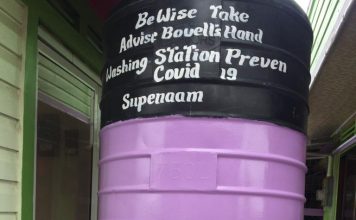 Be Wise Take
Advise Bovell's Hand
Washing Station Preven
Covid 19
Supenaam